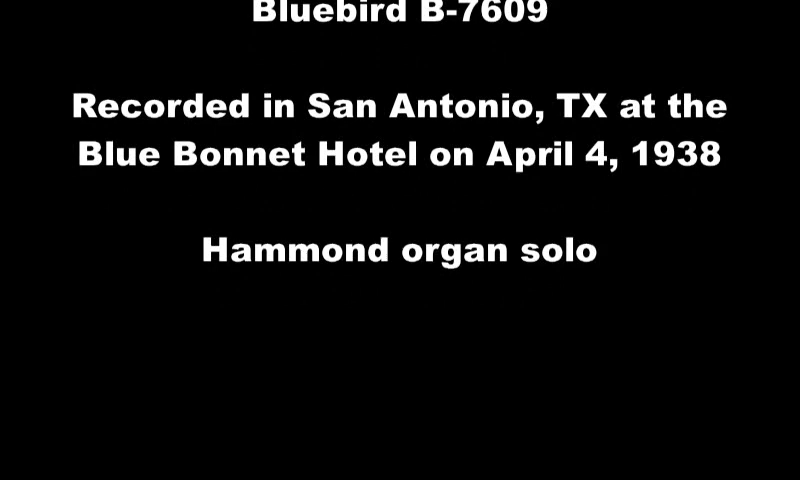 Bluebird B-7609
Recorded in San Antonio, TX at the
Blue Bonnet Hotel on April 4, 1938
Hammond organ solo